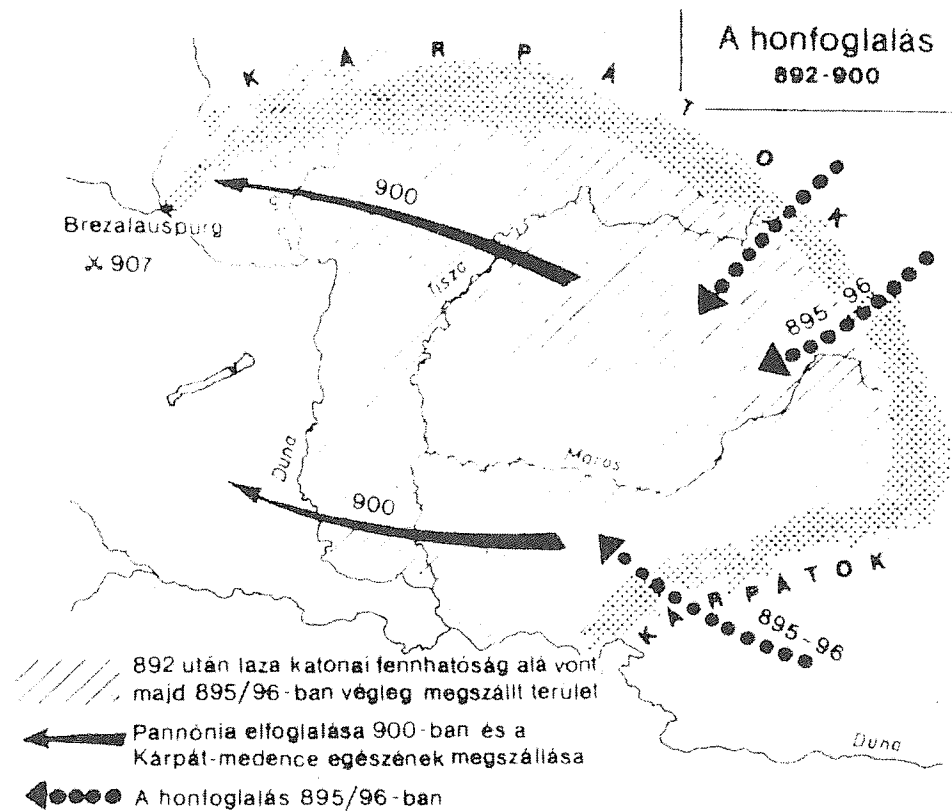 A honfoglalás
892-900
KÁRPÁTOK
900
Brezalauspurg
907
Tisza
895-96
Duna
Maros
900
KÁRPÁTOK
895-96
Duna
892 után laza katonai fennhatóság alá vont
majd 895/96-ban végleg megszállt terület
Pannónia elfoglalása 900-ban és a
Kárpát-medence egészének megszállása
A honfoglalás 895/96-ban